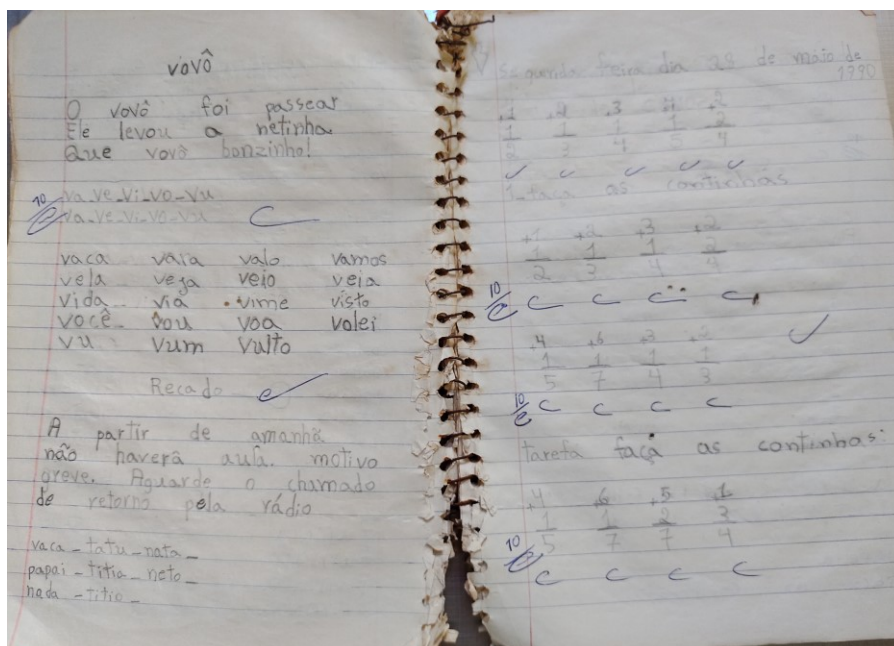 vovô
O vovô foi passear
Ele levou a netinha
Que vovô bonzinho!
10
va-ve-vi-vo-vu
va-ve-vi-vo-vu C
vaca vara valo vamos
vela veja veio veia
vida via vime visto
você vou voa volei
vu vum vulto
Recado
A partir de amanhã
não haverá aula. motivo
greve. Aguarde o chamado
de retorno pela rádio
vaca - tatu - nata -
papai - titia - neto -
nada - titio -
Segunda feira dia 28 de maio de
1990
+1 +2 +3 +4 +2
1 1 1 1 2
2 3 4 5 4
1- faça as continhas
+1 +2 +3 +2
1 1 1 2
2 3 4 4
10
C C C C
+4 +6 +3 +2
1 1 1 1
5 7 4 3
10
C C C C
tarefa faça as continhas:
+4 +6 +5 +1
1 1 2 3
5 7 7 4
10
C C C C